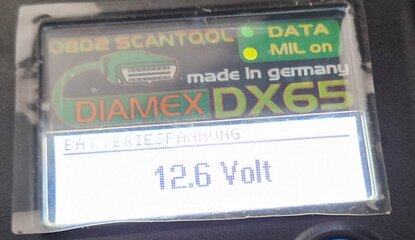 OBD2 SCANTOOL
DATA
MIL on
made in germany
DIAMEX DX65
BATTERIESPANNUNG
12.6 Volt